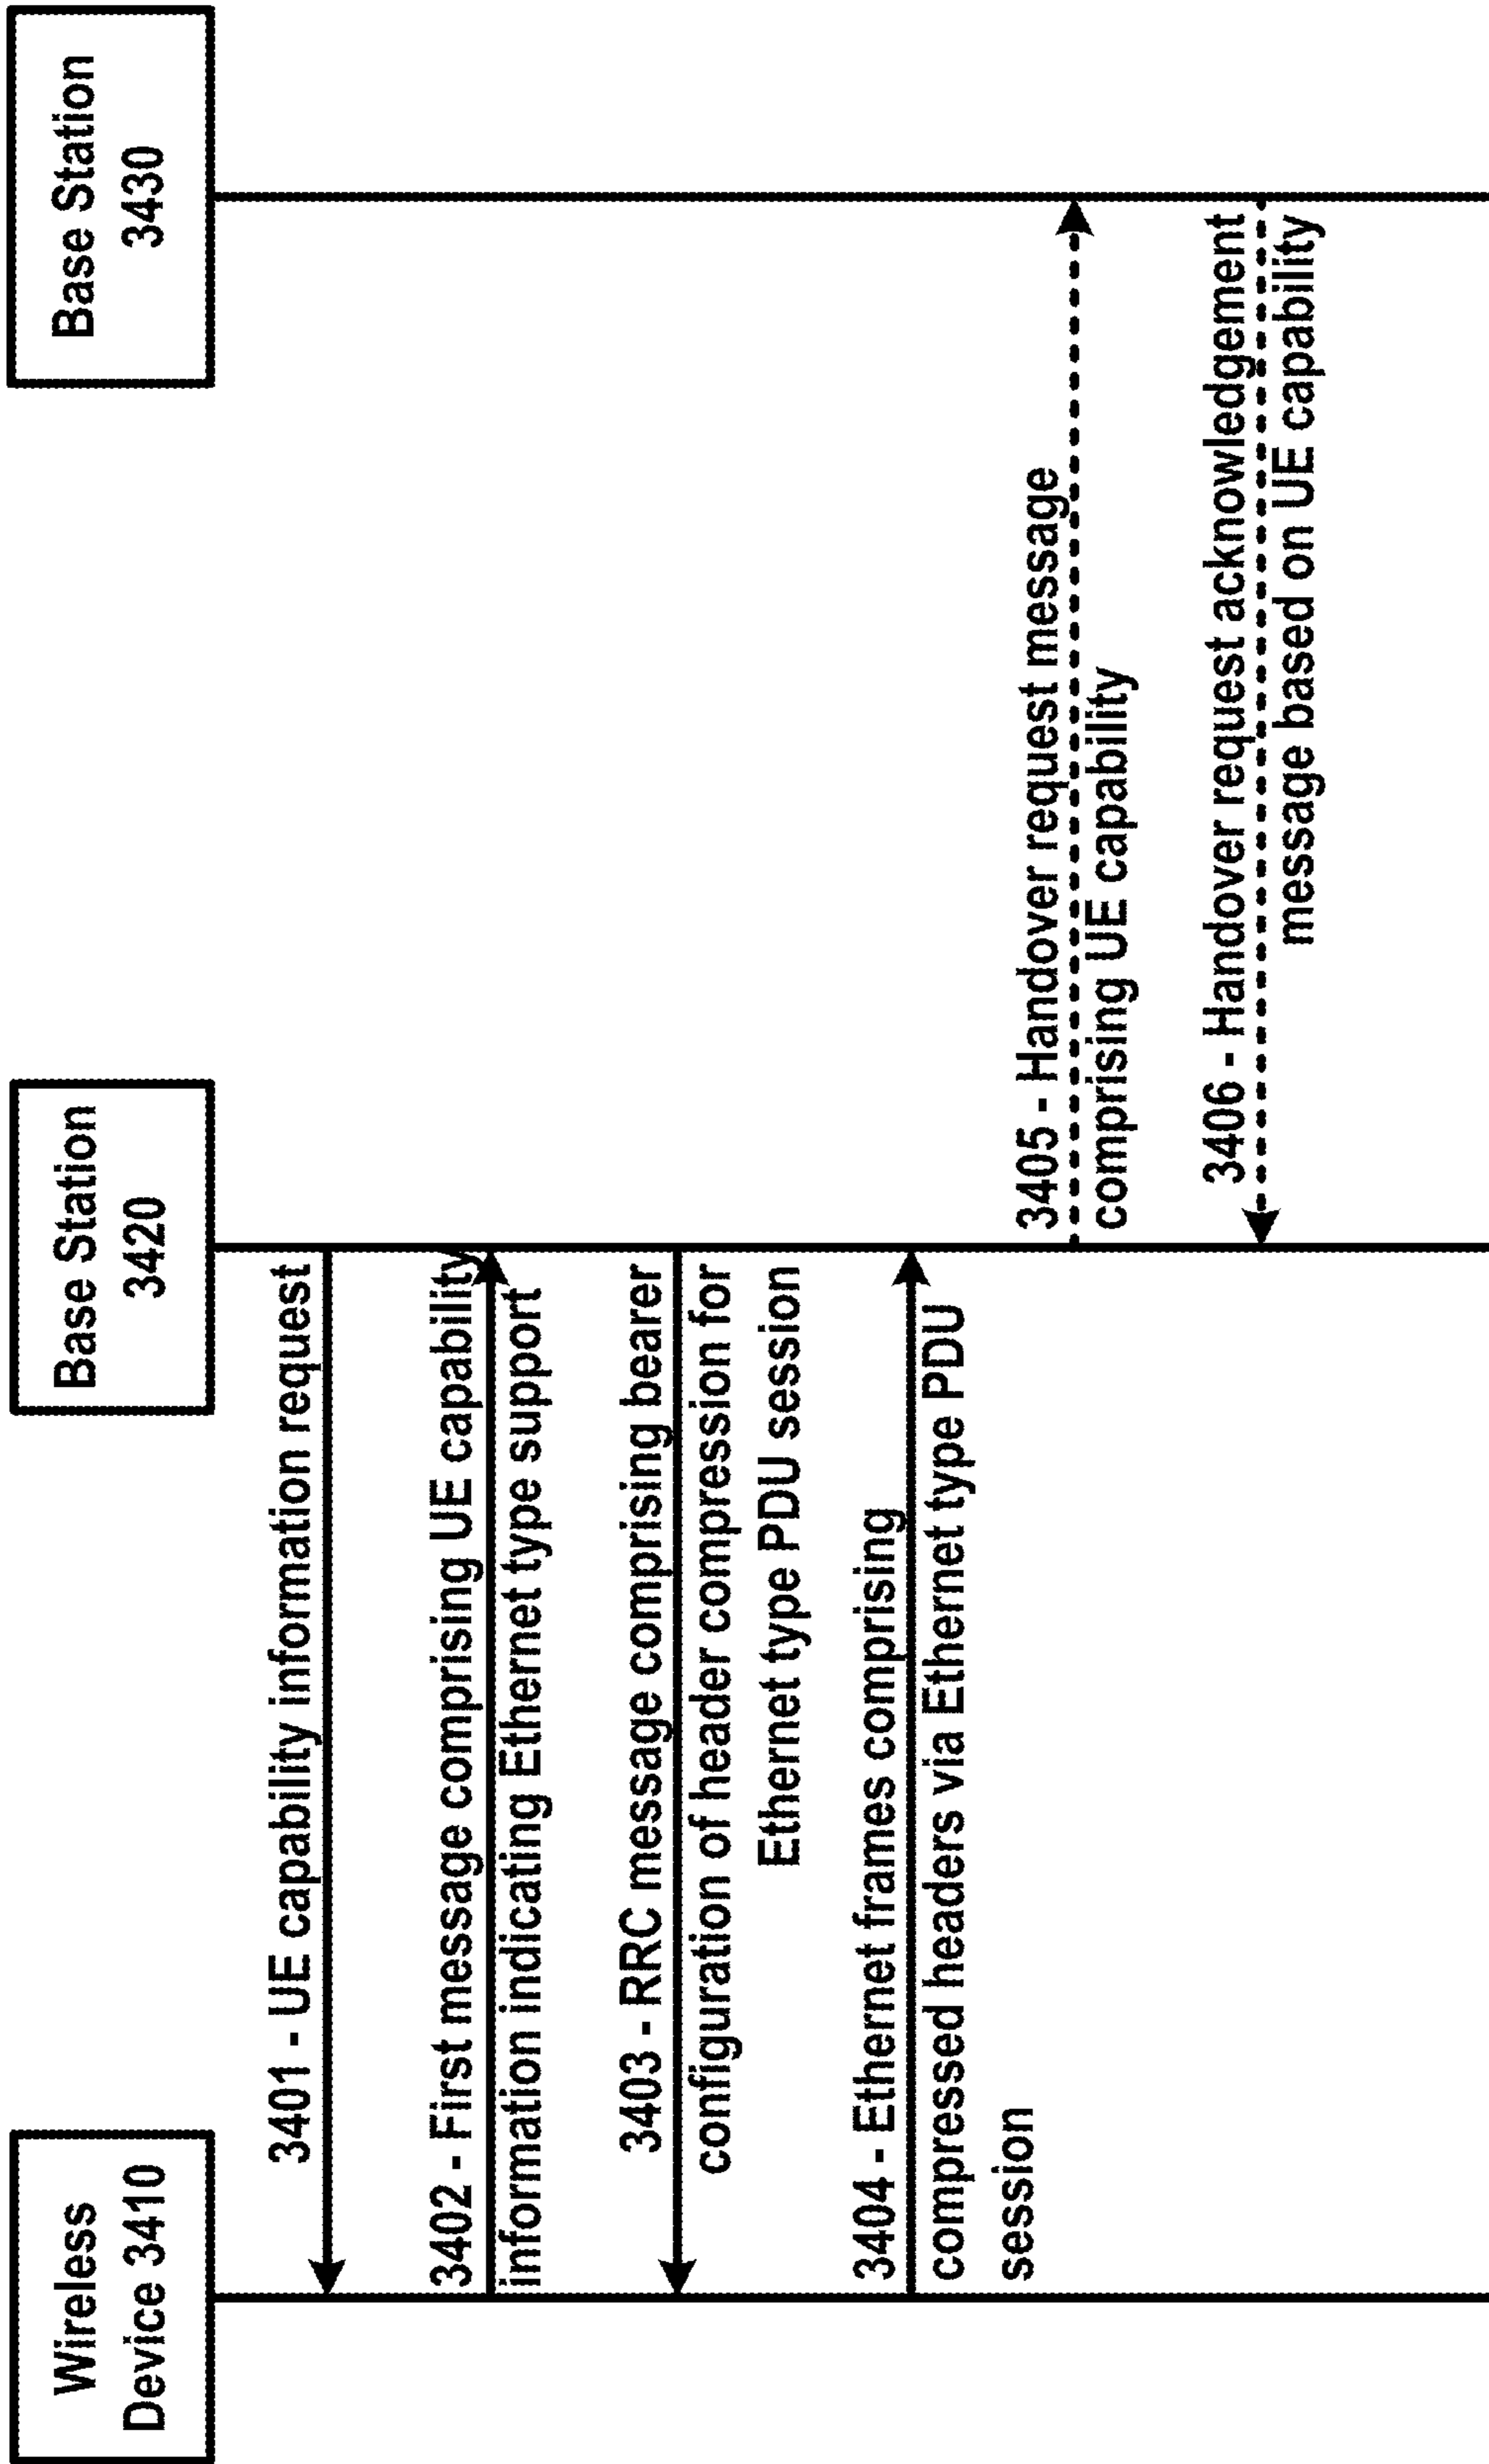 Wireless
Device 3410
Base Station
3420
Base Station
3430
3401 - UE capability information request
3402 - First message comprising UE capability
information indicating Ethernet type support
3403 - RRC message comprising bearer
configuration of header compression for
Ethernet type PDU session
3404 - Ethernet frames comprising
compressed headers via Ethernet type PDU
session
3405 - Handover request message
comprising UE capability
3406 - Handover request acknowledgement
message based on UE capability